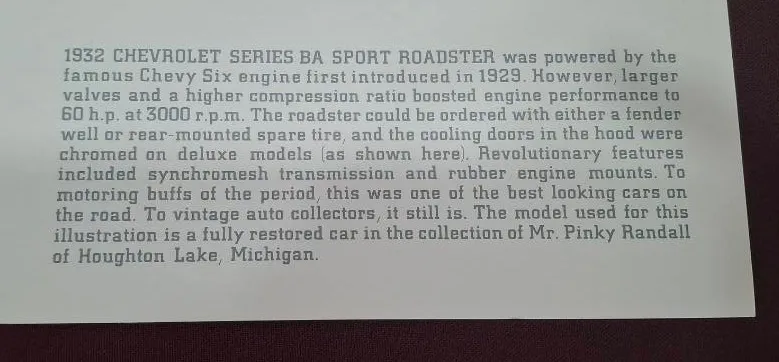 1932 CHEVROLET SERIES BA SPORT ROADSTER was powered by the
famous Chevy Six engine first introduced in 1929. However, larger
valves and a higher compression ratio boosted engine performance to
60 h.p. at 3000 r.p.m. The roadster could be ordered with either a fender
well or rear-mounted spare tire, and the cooling doors in the hood were
chromed on deluxe models (as shown here). Revolutionary features
included synchromesh transmission and rubber engine mounts. To
motoring buffs of the period, this was one of the best looking cars on
the road. To vintage auto collectors, it still is. The model used for this
illustration is a fully restored car in the collection of Mr. Pinky Randall
of Houghton Lake, Michigan.